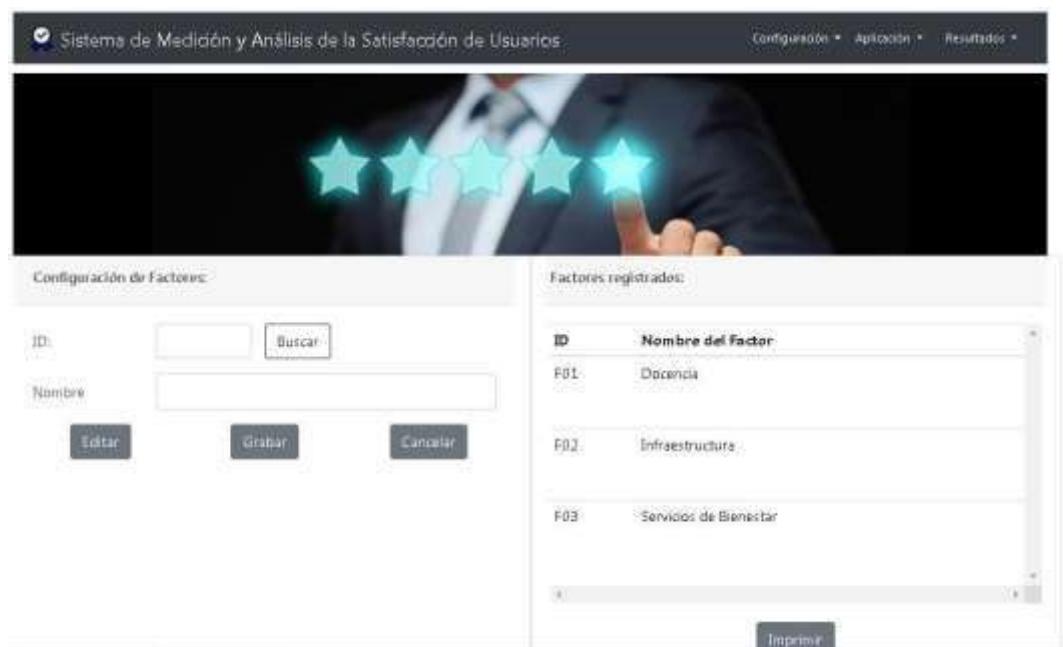 Sistema de Medición y Análisis de la Satisfacción de Usuarios
Configuración Aplicación Resultados
Configuración de Factores:
ID:
Buscar
Nombre
Editar Grabar Cancelar
Factores registrados:
ID Nombre del Factor
F01 Docencia
F02 Infraestructura
F03 Servicios de Bienestar
Imprimir